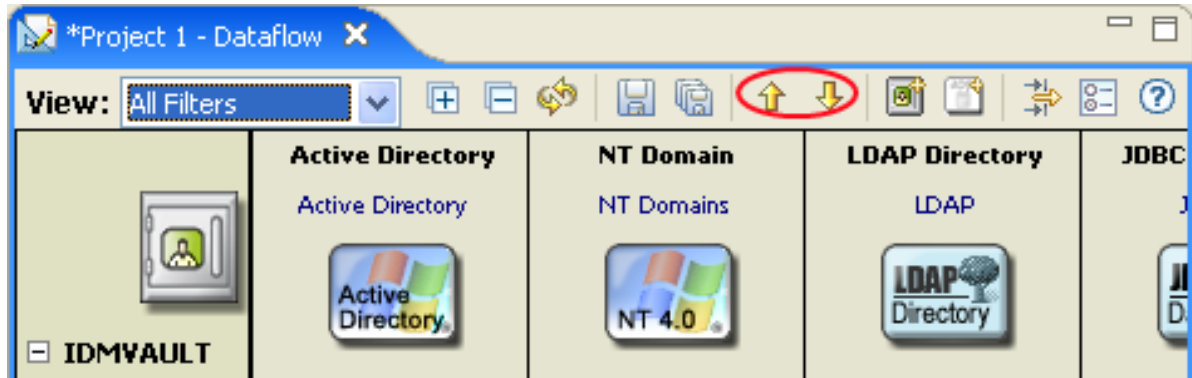 *Project 1 - Dataflow
View: All Filters
Active Directory NT Domain LDAP Directory JDBC
Active Directory NT Domains LDAP J
Active Directory NT 4.0 LDAP Directory
IDMVAULT